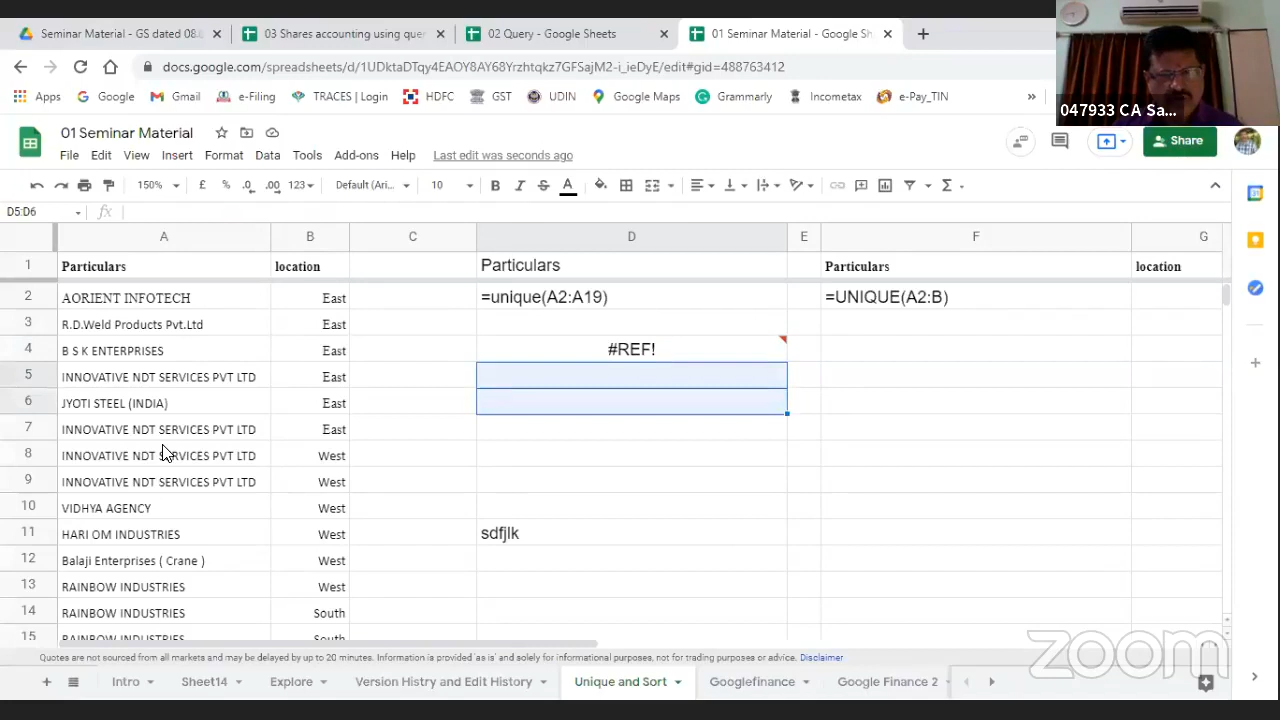 Seminar Material - GS dated 08.0
03 Shares accounting using que
02 Query - Google Sheets
01 Seminar Material - Google Sh
docs.google.com/spreadsheets/d/1UDktaDTqy4EAOY8AY68Yrzhtqkz7GFSajM2-i_ieDyE/edit#gid=488763412
Apps Google Gmail e-Filing TRACES | Login HDFC GST UDIN Google Maps Grammarly Incometax e-Pay_TIN »
047933 CA Sa...
01 Seminar Material
File Edit View Insert Format Data Tools Add-ons Help Last edit was seconds ago
Share
150% £ % .0 .00 123 Default (Ari... 10 B I S A Σ
D5:D6 fx
A B C D E F G
1 Particulars location Particulars Particulars location
2 AORIENT INFOTECH East =unique(A2:A19) =UNIQUE(A2:B)
3 R.D.Weld Products Pvt.Ltd East
4 B S K ENTERPRISES East #REF!
5 INNOVATIVE NDT SERVICES PVT LTD East
6 JYOTI STEEL (INDIA) East
7 INNOVATIVE NDT SERVICES PVT LTD East
8 INNOVATIVE NDT SERVICES PVT LTD West
9 INNOVATIVE NDT SERVICES PVT LTD West
10 VIDHYA AGENCY West
11 HARI OM INDUSTRIES West sdfjlk
12 Balaji Enterprises ( Crane ) West
13 RAINBOW INDUSTRIES West
14 RAINBOW INDUSTRIES South
15 RAINBOW INDUSTRIES South
zoom
Quotes are not sourced from all markets and may be delayed by up to 20 minutes. Information is provided 'as is' and solely for informational purposes, not for trading purposes or advice. Disclaimer
Intro Sheet14 Explore Version Histry and Edit History Unique and Sort Googlefinance Google Finance 2